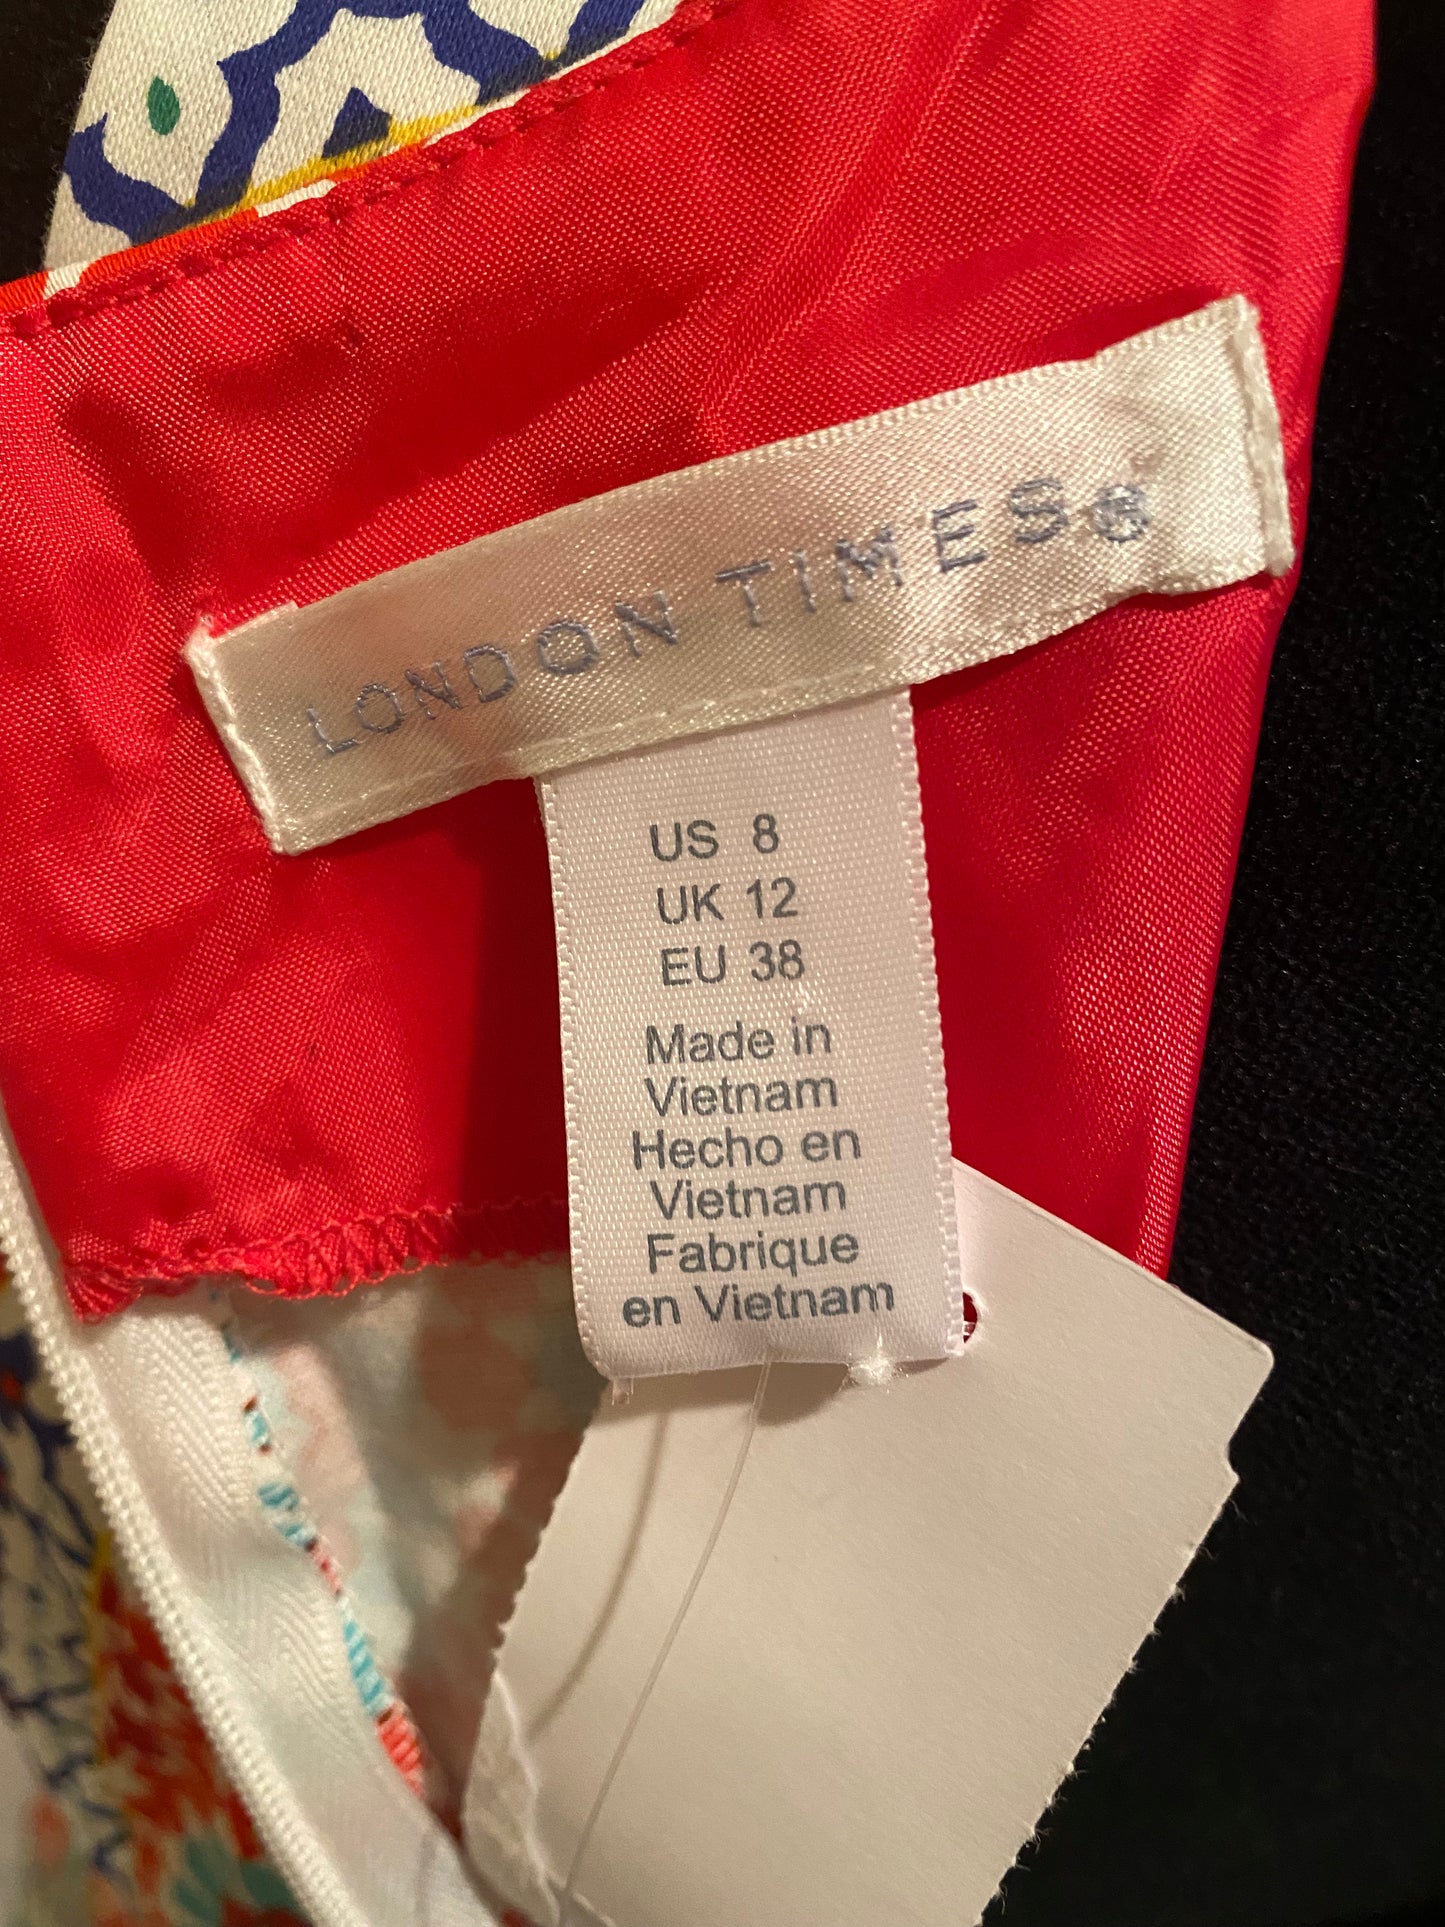 LONDON TIMES®
US 8
UK 12
EU 38
Made in
Vietnam
Hecho en
Vietnam
Fabrique
en Vietnam